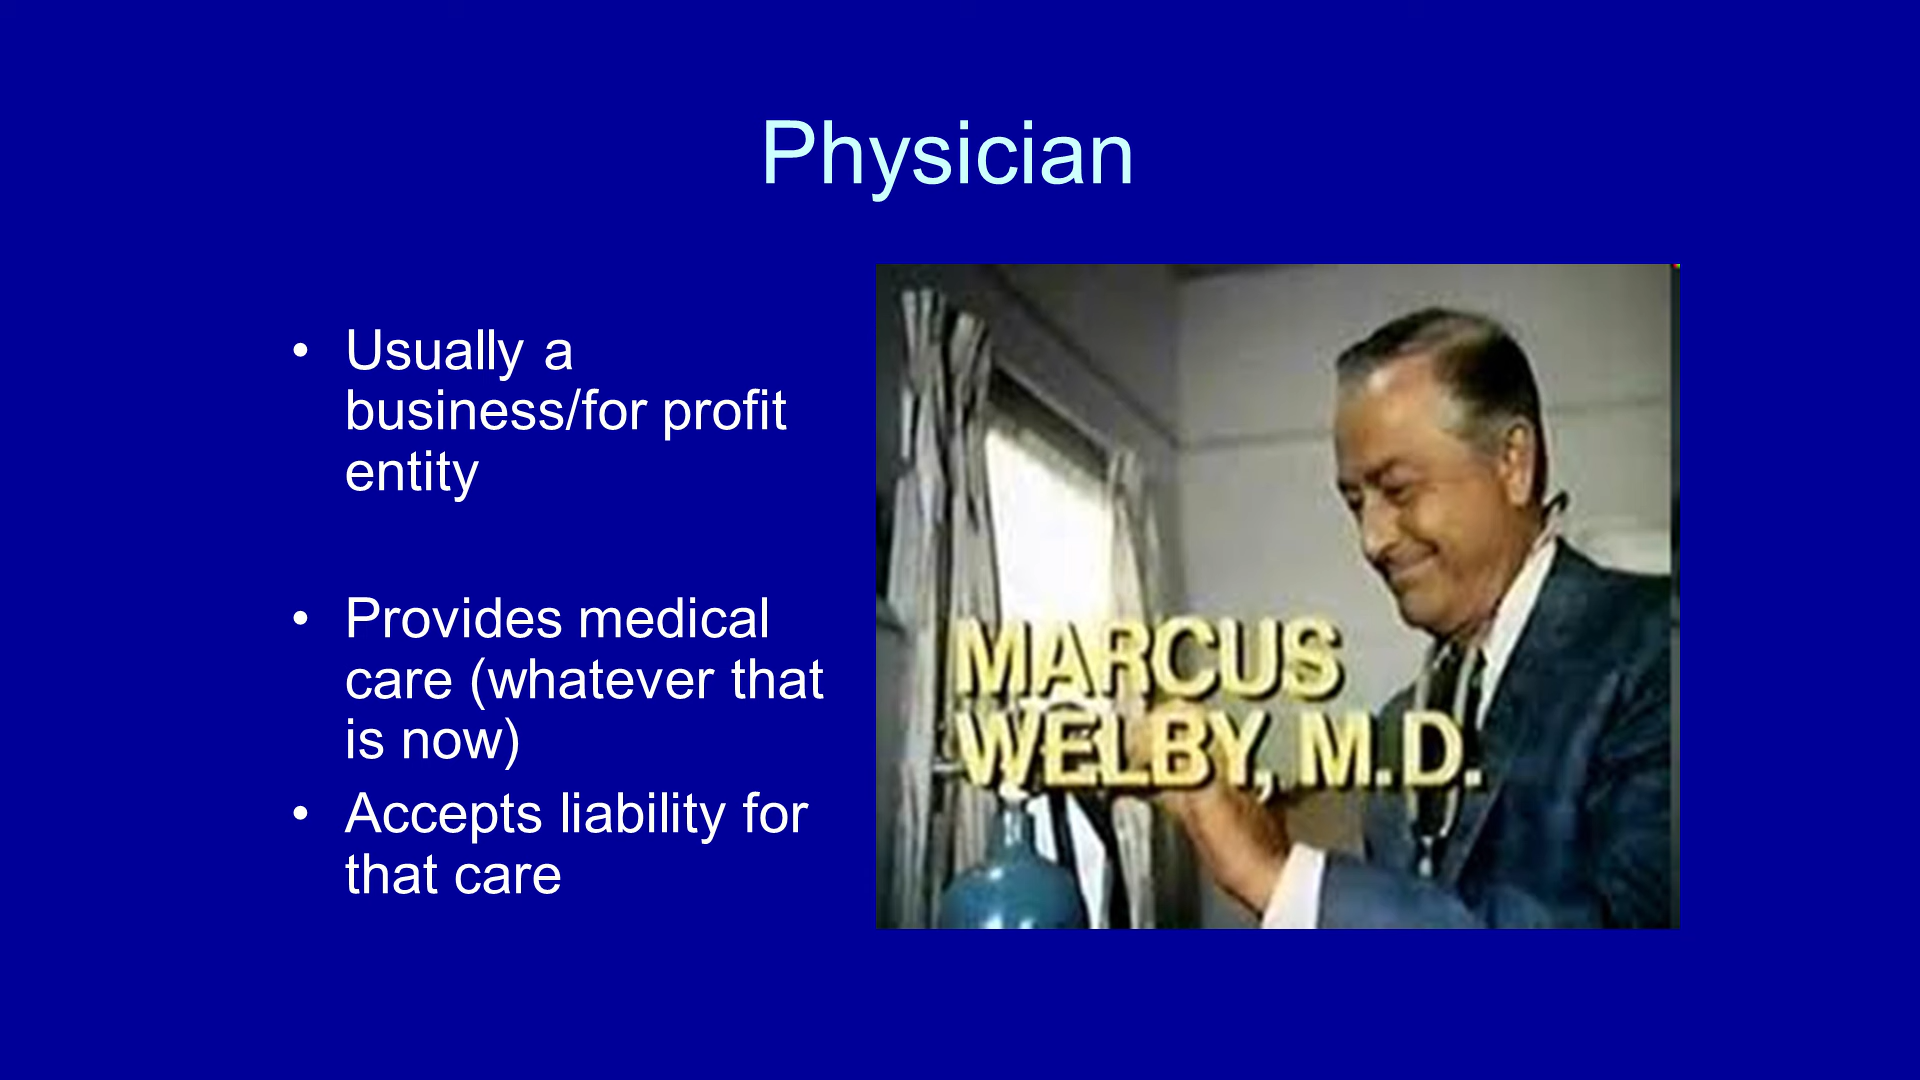 Physician
• Usually a
business/for profit
entity
• Provides medical
care (whatever that
is now)
• Accepts liability for
that care
MARCUS
WELBY, M.D.